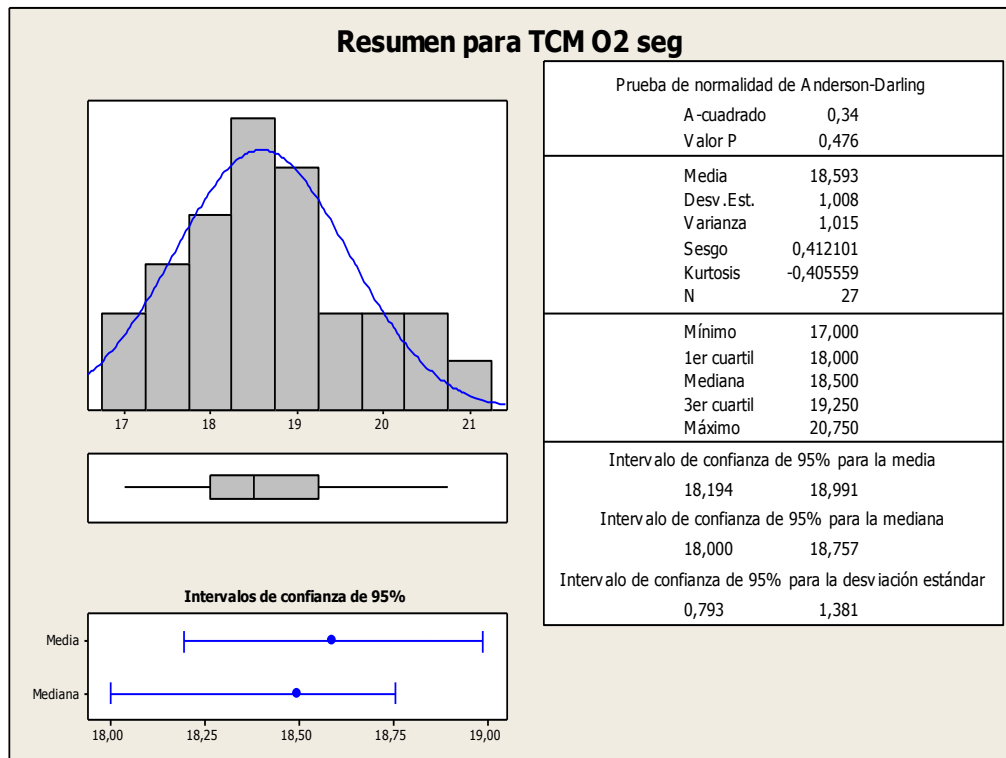 Resumen para TCM O2 seg
17 18 19 20 21
Intervalos de confianza de 95%
Media
Mediana
18,00 18,25 18,50 18,75 19,00
Prueba de normalidad de Anderson-Darling
A-cuadrado 0,34
Valor P 0,476
Media 18,593
Desv.Est. 1,008
Varianza 1,015
Sesgo 0,412101
Kurtosis -0,405559
N 27
Mínimo 17,000
1er cuartil 18,000
Mediana 18,500
3er cuartil 19,250
Máximo 20,750
Intervalo de confianza de 95% para la media
18,194 18,991
Intervalo de confianza de 95% para la mediana
18,000 18,757
Intervalo de confianza de 95% para la desviación estándar
0,793 1,381